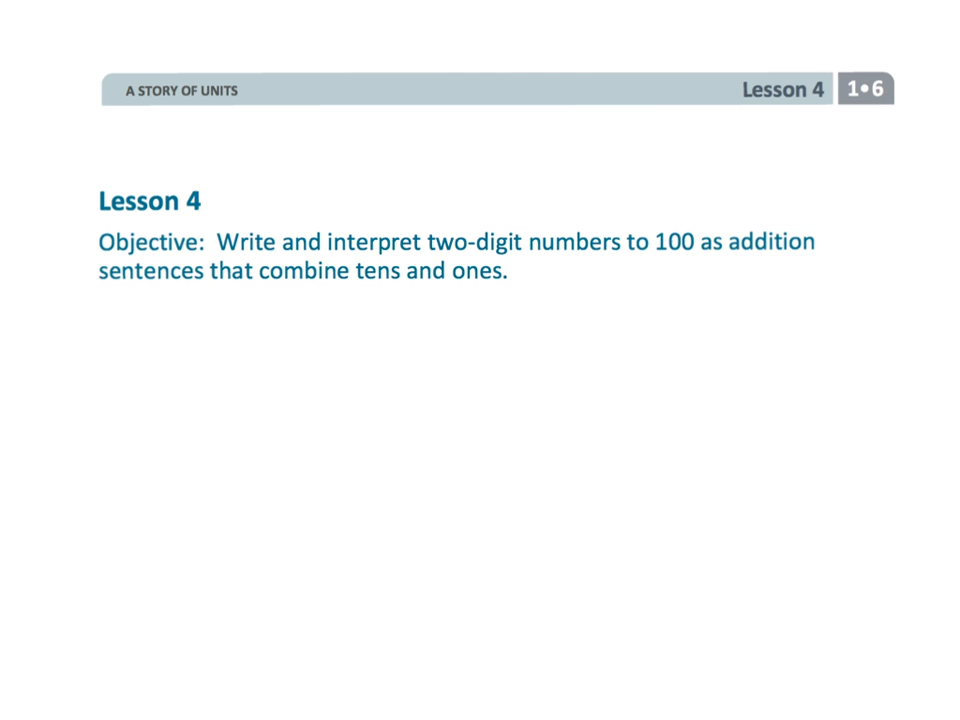 A STORY OF UNITS
Lesson 4
1•6
Lesson 4
Objective:  Write and interpret two-digit numbers to 100 as addition
sentences that combine tens and ones.